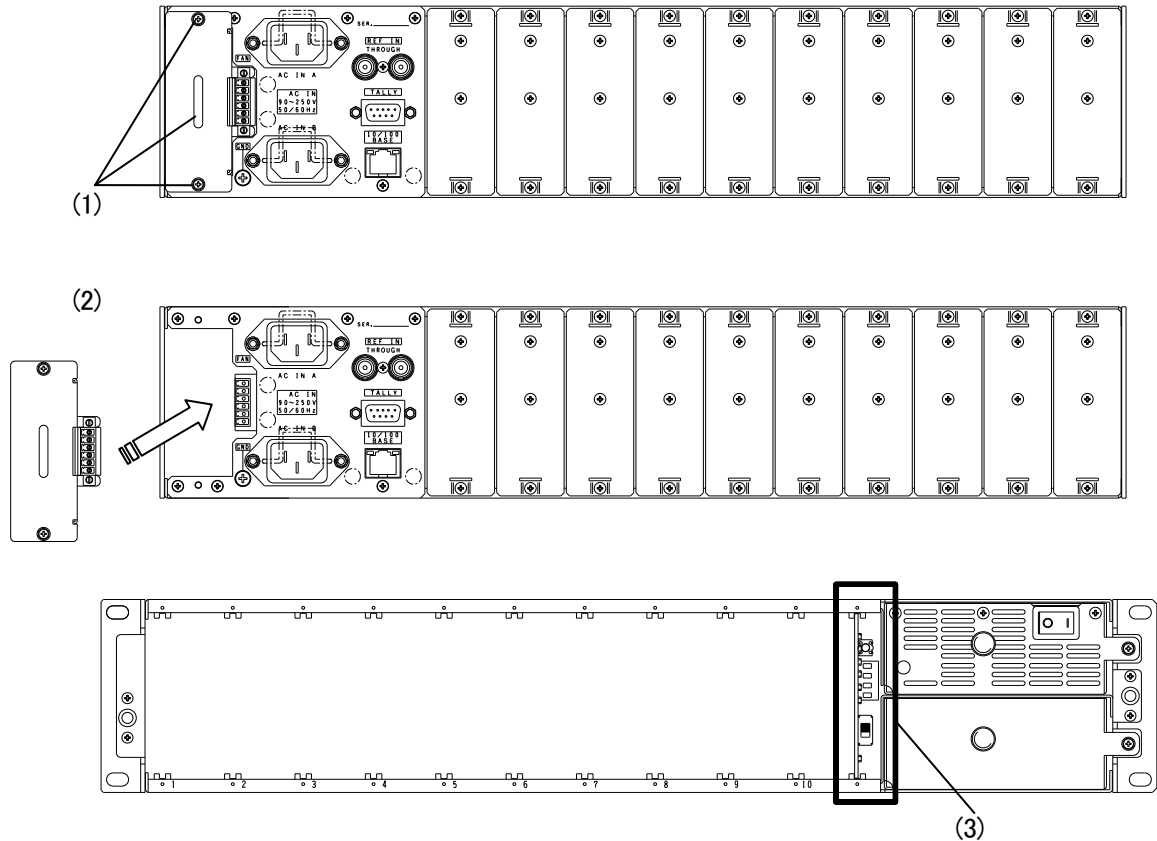 SER.
FAN
REF IN
THROUGH
AC IN A
AC IN
90~250V
50/60Hz
TALLY
AC IN B
10/100
BASE
GND
(1)
(2)
SER.
FAN
REF IN
THROUGH
AC IN A
AC IN
90~250V
50/60Hz
TALLY
AC IN B
10/100
BASE
GND
1 2 3 4 5 6 7 8 9 10
(3)